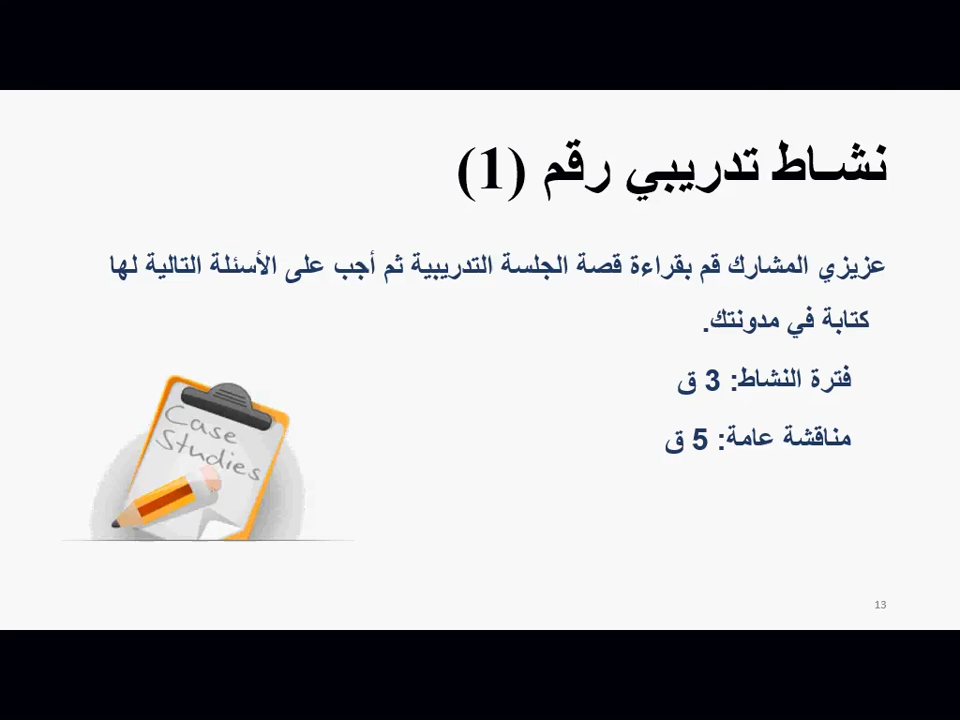 نشــاط تدريبي رقم (1)
عزيزي المشارك قم بقراءة قصة الجلسة التدريبية ثم أجب على الأسئلة التالية لها
كتابة في مدونتك.
فترة النشاط: 3 ق
مناقشة عامة: 5 ق
Case
Studies
13